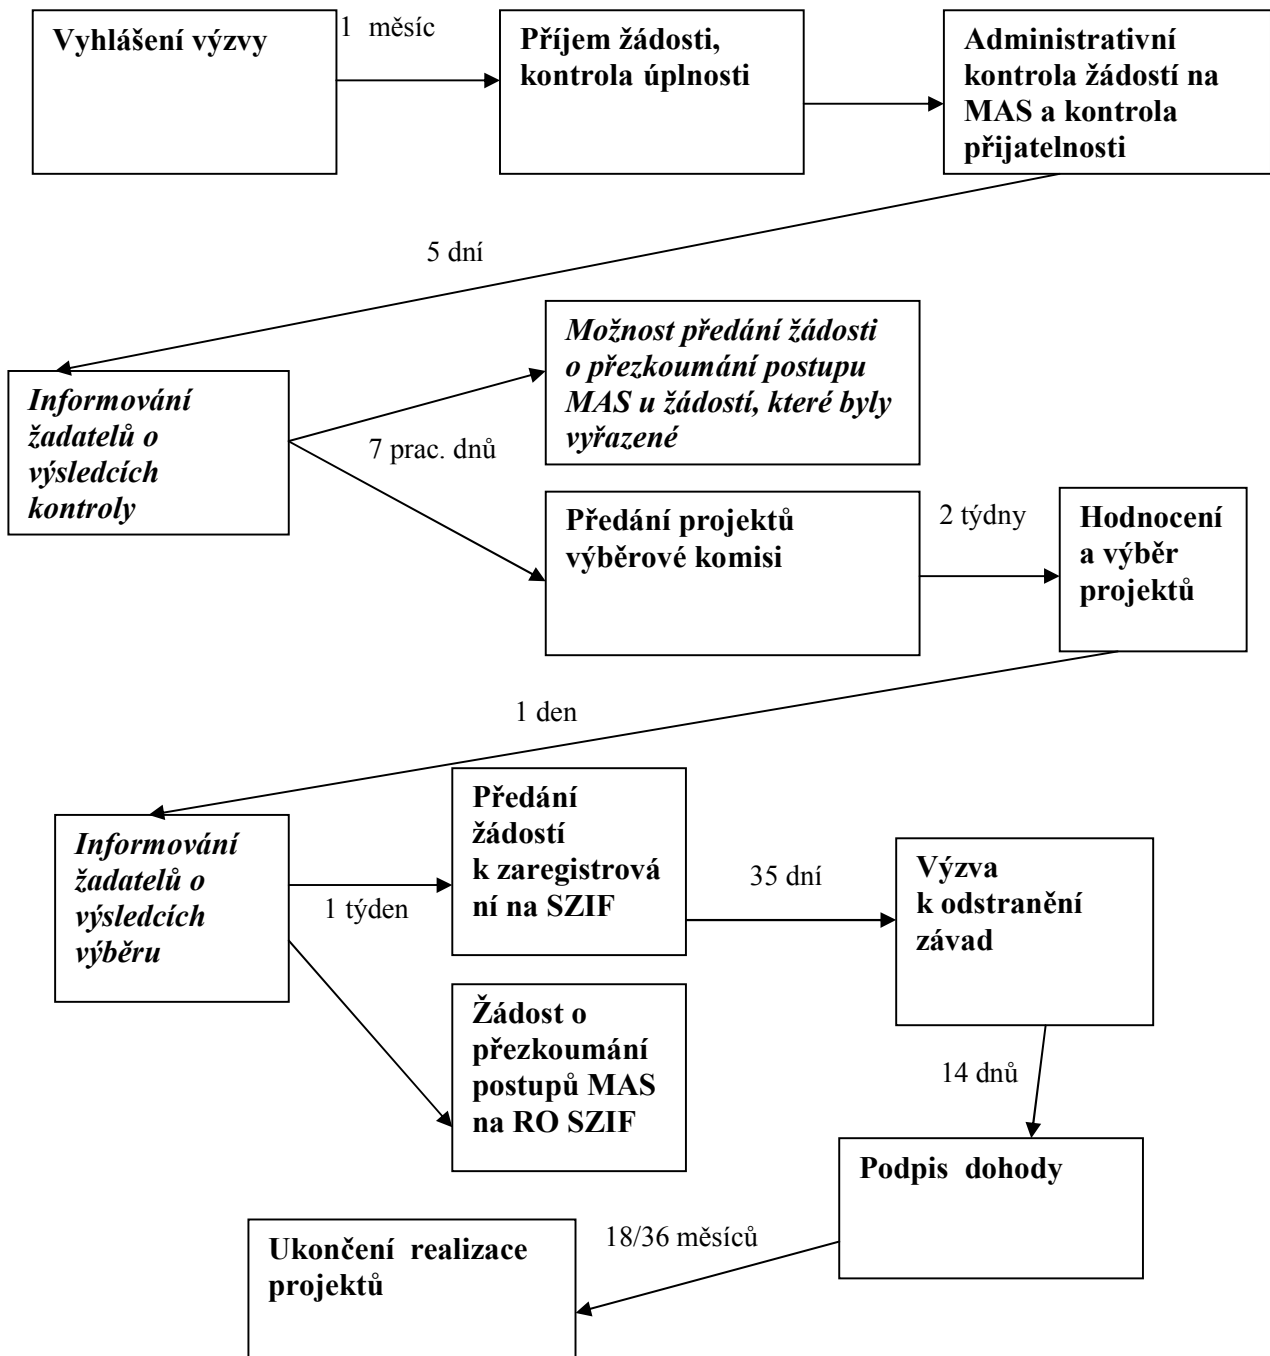 Vyhlášení výzvy
1  měsíc
Příjem žádosti,
kontrola úplnosti
Administrativní
kontrola žádostí na
MAS a kontrola
přijatelnosti
5 dní
Informování
žadatelů o
výsledcích
kontroly
Možnost předání žádosti
o přezkoumání postupu
MAS u žádostí, které byly
vyřazené
7 prac. dnů
Předání projektů
výběrové komisi
2 týdny
Hodnocení
a výběr
projektů
1 den
Informování
žadatelů o
výsledcích
výběru
1 týden
Předání
žádostí
k zaregistrová
ní na SZIF
35 dní
Výzva
k odstranění
závad
Žádost o
přezkoumání
postupů MAS
na RO SZIF
14 dnů
Podpis  dohody
18/36 měsíců
Ukončení  realizace
projektů